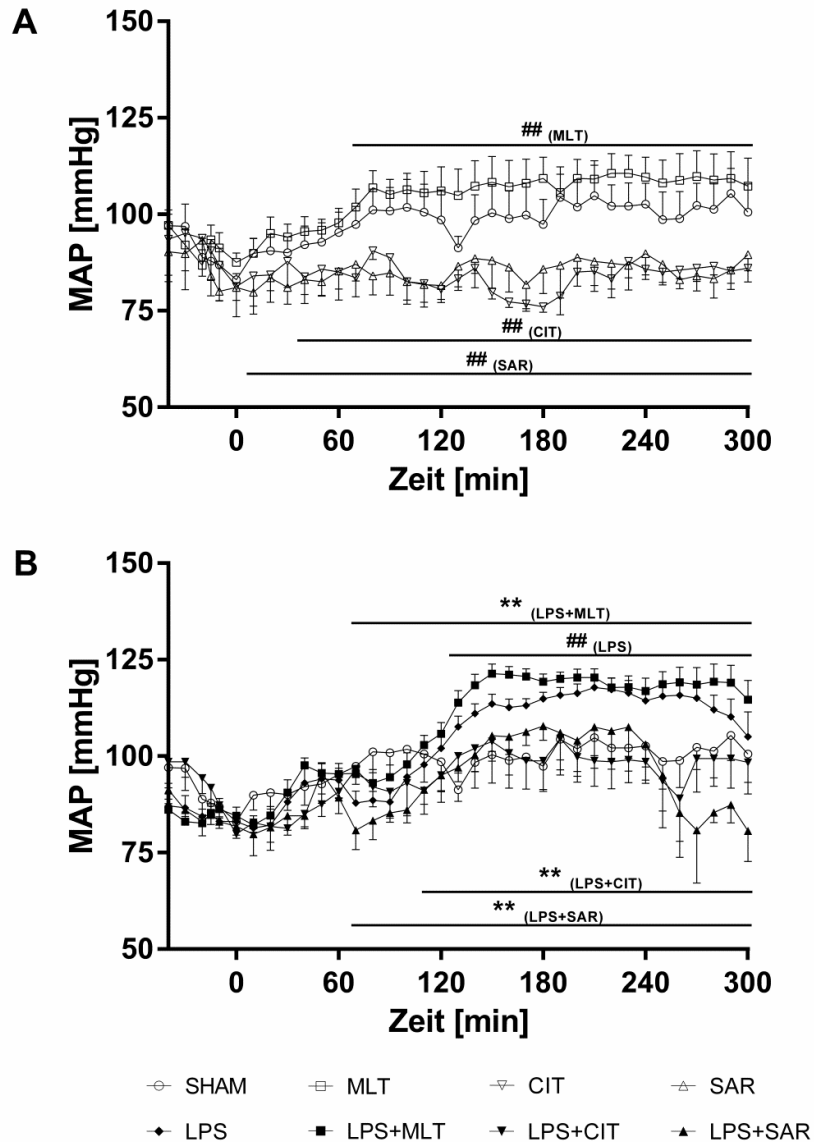 A
MAP [mmHg]
150
125
100
75
50
## (MLT)
## (CIT)
## (SAR)
0 60 120 180 240 300
Zeit [min]
B
MAP [mmHg]
150
125
100
75
50
** (LPS+MLT)
## (LPS)
** (LPS+CIT)
** (LPS+SAR)
0 60 120 180 240 300
Zeit [min]
SHAM MLT CIT SAR
LPS LPS+MLT LPS+CIT LPS+SAR